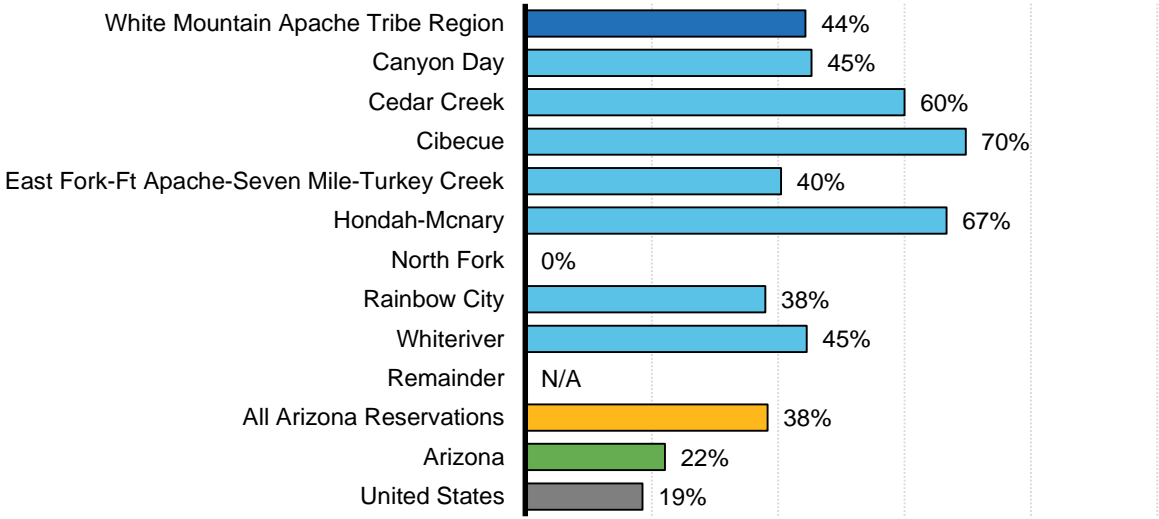 White Mountain Apache Tribe Region 44%
Canyon Day 45%
Cedar Creek 60%
Cibecue 70%
East Fork-Ft Apache-Seven Mile-Turkey Creek 40%
Hondah-Mcnary 67%
North Fork 0%
Rainbow City 38%
Whiteriver 45%
Remainder N/A
All Arizona Reservations 38%
Arizona 22%
United States 19%